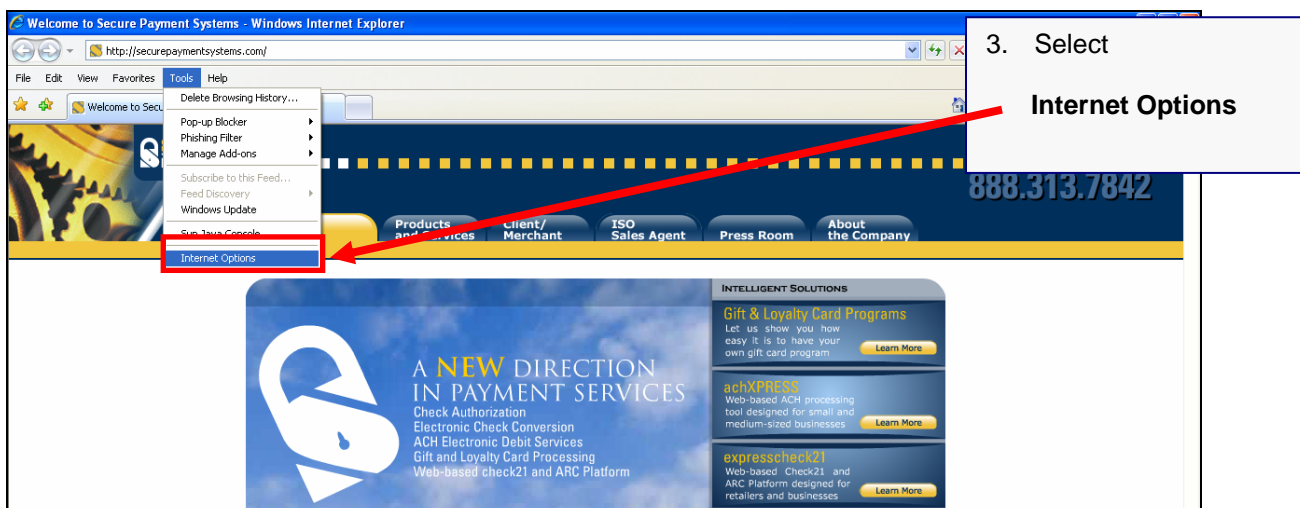 Welcome to Secure Payment Systems - Windows Internet Explorer
http://securepaymentsystems.com/
File Edit View Favorites Tools Help
Welcome to Secu
Delete Browsing History...
Pop-up Blocker
Phishing Filter
Manage Add-ons
Subscribe to this Feed...
Feed Discovery
Windows Update
Sun Java Console
Internet Options
3. Select
Internet Options
888.313.7842
Products and Services
Client/ Merchant
ISO Sales Agent
Press Room
About the Company
A NEW DIRECTION
IN PAYMENT SERVICES
Check Authorization
Electronic Check Conversion
ACH Electronic Debit Services
Gift and Loyalty Card Processing
Web-based check21 and ARC Platform
INTELLIGENT SOLUTIONS
Gift & Loyalty Card Programs
Let us show you how
easy it is to have your
own gift card program
Learn More
achXPRESS
Web-based ACH processing
tool designed for small and
medium-sized businesses
Learn More
expresscheck21
Web-based Check21 and
ARC Platform designed for
retailers and businesses
Learn More